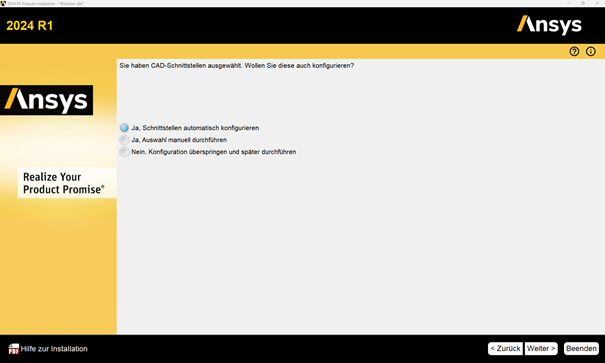 2024 R1 Product Installation - "Windows x64"
2024 R1
Ansys
Sie haben CAD-Schnittstellen ausgewählt. Wollen Sie diese auch konfigurieren?
Ansys
Ja, Schnittstellen automatisch konfigurieren
Ja, Auswahl manuell durchführen
Nein. Konfiguration überspringen und später durchführen
Realize Your
Product Promise®
PDF
Hilfe zur Installation
< Zurück
Weiter >
Beenden